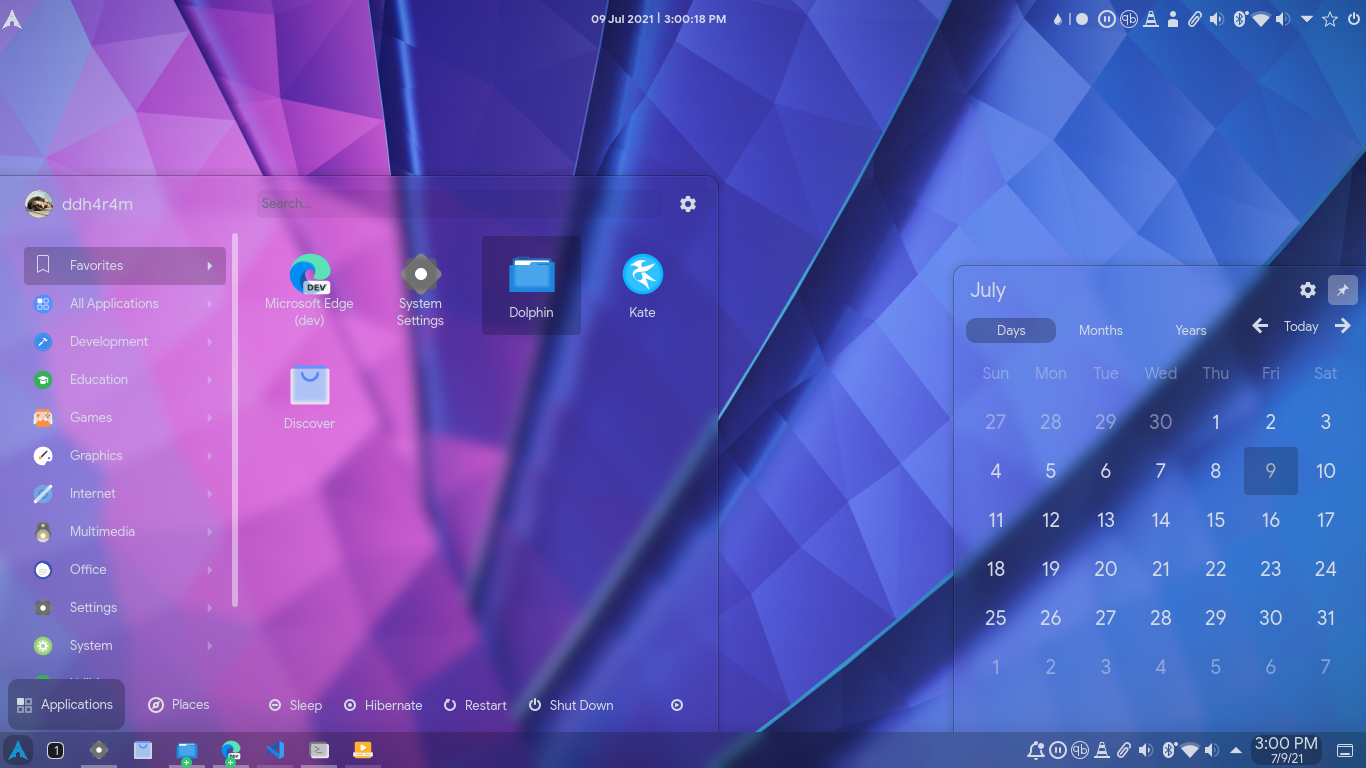 09 Jul 2021 | 3:00:18 PM
ddh4r4m
Search...
Favorites
All Applications
Development
Education
Games
Graphics
Internet
Multimedia
Office
Settings
System
Microsoft Edge
(dev)
DEV
System
Settings
Dolphin
Kate
Discover
Applications
Places
Sleep
Hibernate
Restart
Shut Down
July
Days Months Years Today
Sun Mon Tue Wed Thu Fri Sat
27 28 29 30 1 2 3
4 5 6 7 8 9 10
11 12 13 14 15 16 17
18 19 20 21 22 23 24
25 26 27 28 29 30 31
1 2 3 4 5 6 7
1
3:00 PM
7/9/21